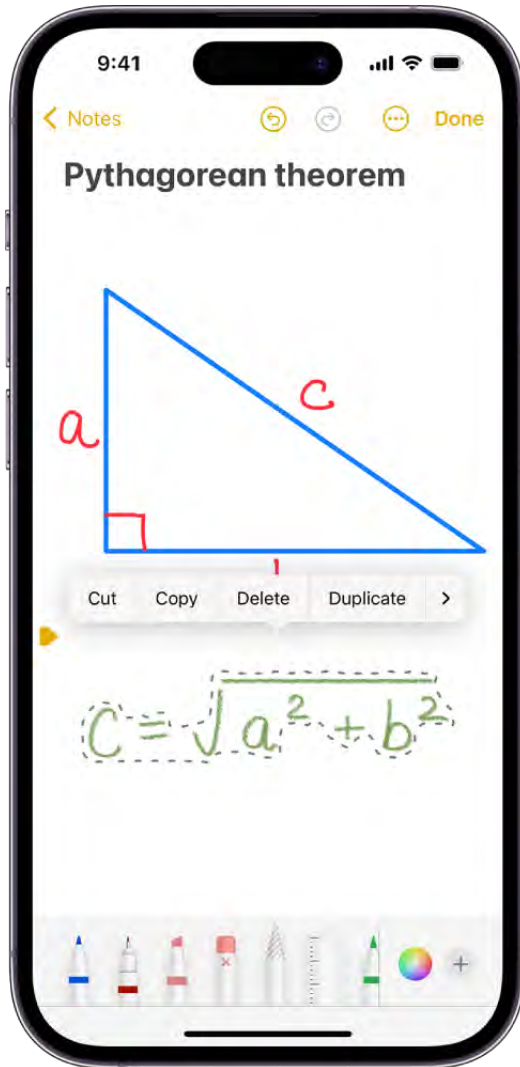 9:41
Notes Done
Pythagorean theorem
c
a
Cut Copy Delete Duplicate
c = √a² + b²